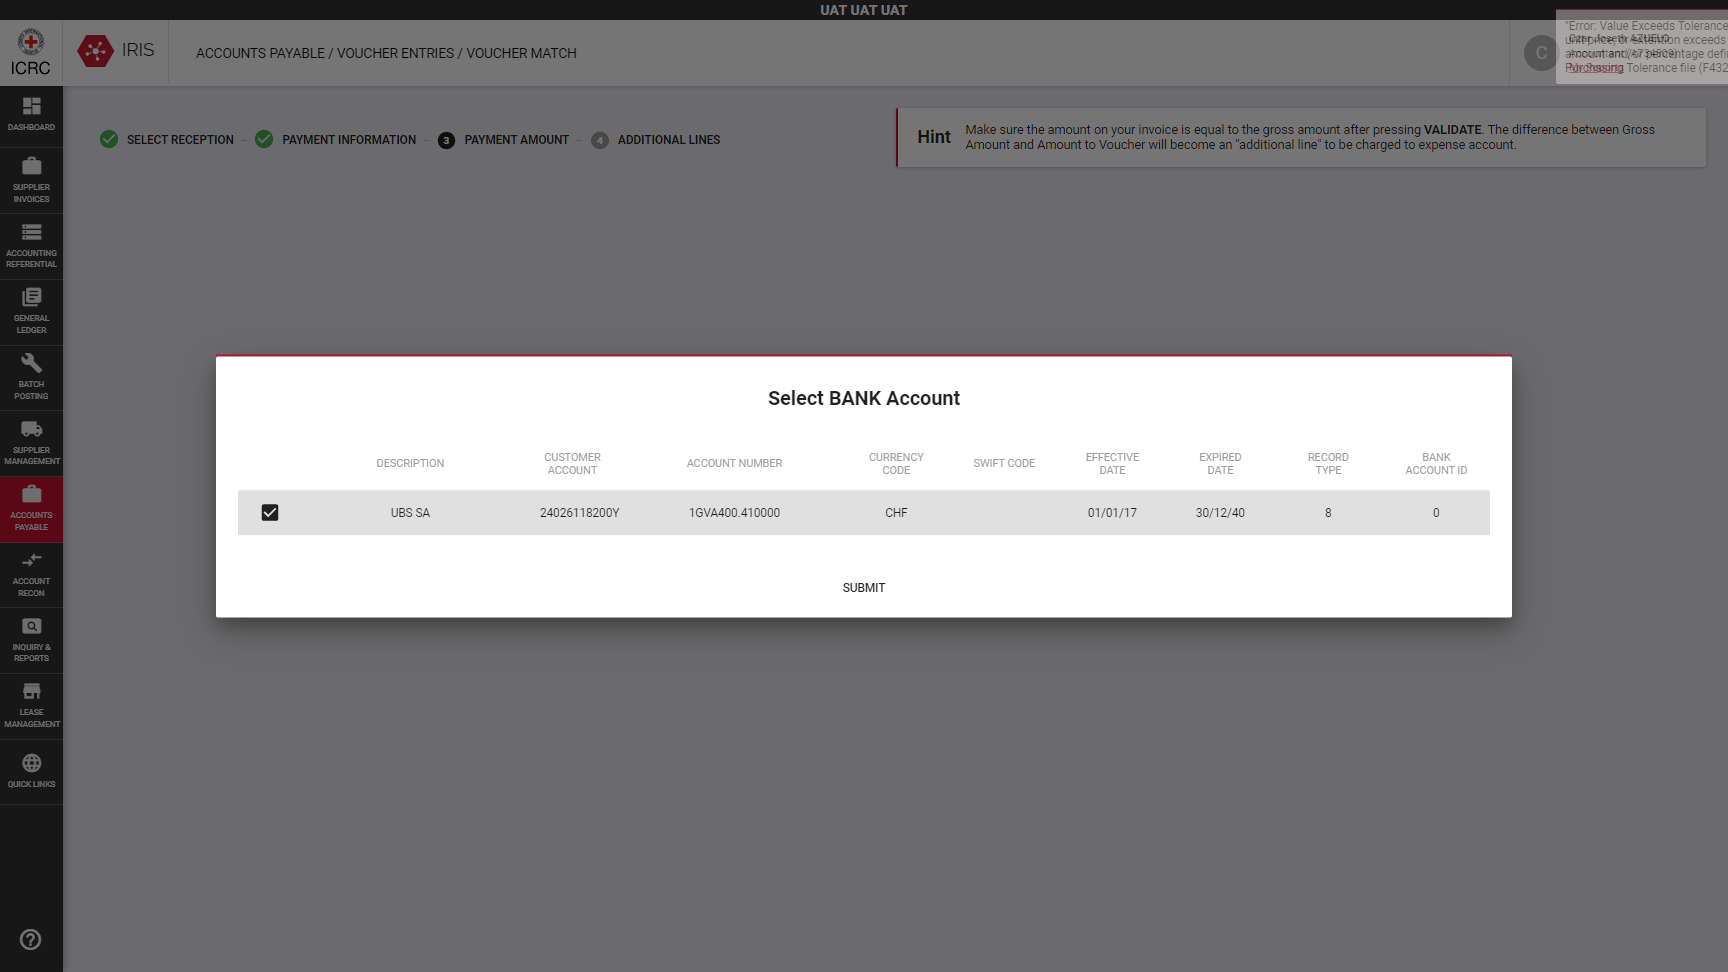 UAT UAT UAT
ICRC
IRIS
ACCOUNTS PAYABLE / VOUCHER ENTRIES / VOUCHER MATCH
C
"Error: Value Exceeds Tolerance
exceeds
percentage
Tolerance file (F432
DASHBOARD
SUPPLIER
INVOICES
ACCOUNTING
REFERENTIAL
GENERAL
LEDGER
BATCH
POSTING
SUPPLIER
MANAGEMENT
ACCOUNTS
PAYABLE
ACCOUNT
RECON
INQUIRY &
REPORTS
LEASE
MANAGEMENT
QUICK LINKS
SELECT RECEPTION
PAYMENT INFORMATION
3 PAYMENT AMOUNT
4 ADDITIONAL LINES
Hint
Make sure the amount on your invoice is equal to the gross amount after pressing VALIDATE. The difference between Gross
Amount and Amount to Voucher will become an "additional line" to be charged to expense account.
Select BANK Account
DESCRIPTION
CUSTOMER
ACCOUNT
ACCOUNT NUMBER
CURRENCY
CODE
SWIFT CODE
EFFECTIVE
DATE
EXPIRED
DATE
RECORD
TYPE
BANK
ACCOUNT ID
UBS SA 24026118200Y 1GVA400.410000 CHF 01/01/17 30/12/40 8 0
SUBMIT